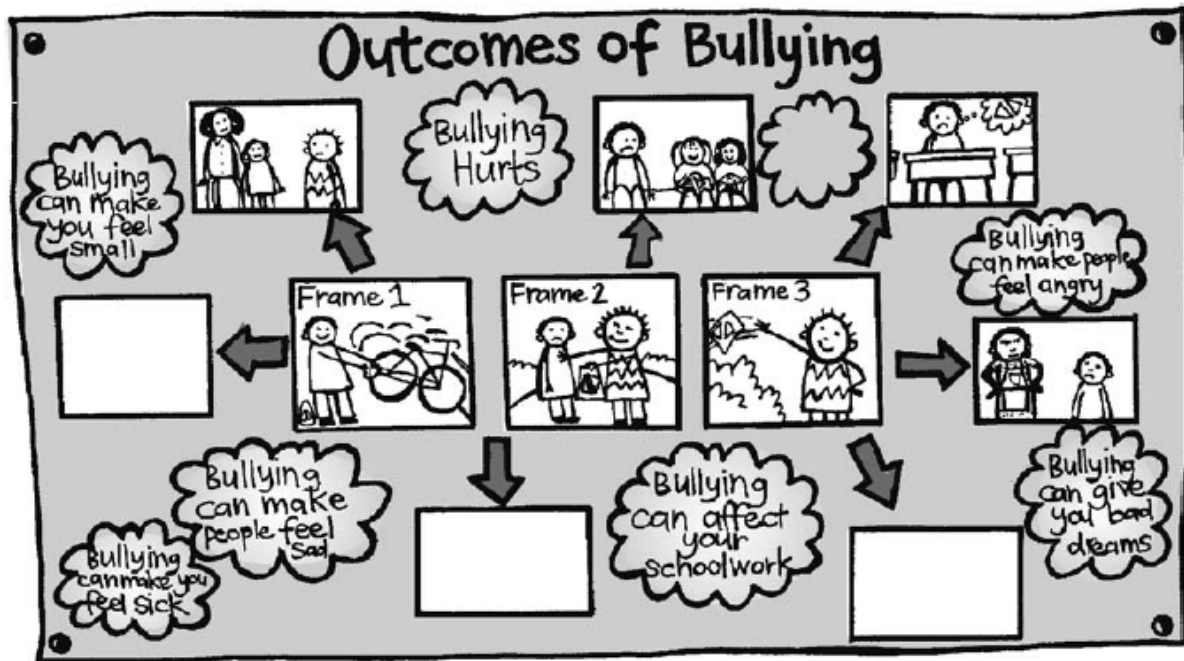 Outcomes of Bullying
Bullying
can make
you feel
small
Bullying
Hurts
Bullying
can make people
feel angry
Frame 1
Frame 2
Frame 3
Bullying
can make
people feel
sad
Bullying
can make you
feel sick
Bullying
can affect
your
schoolwork
Bullying
can give
you bad
dreams